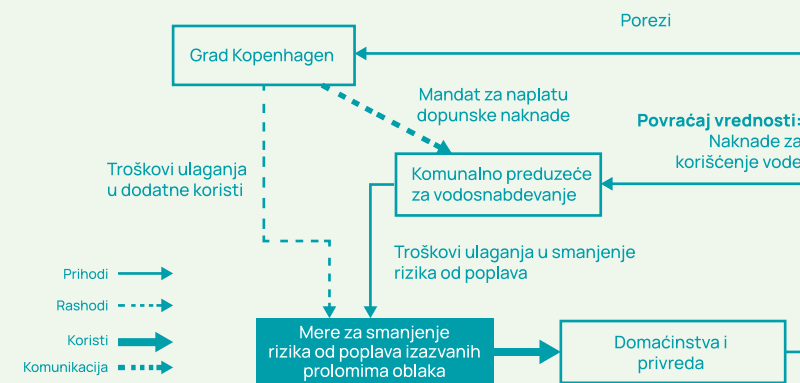 Porezi
Grad Kopenhagen
Mandat za naplatu
dopunske naknade
Povraćaj vrednosti:
Naknade za
korišćenje vode
Troškovi ulaganja
u dodatne koristi
Komunalno preduzeće
za vodosnabdevanje
Troškovi ulaganja u smanjenje
rizika od poplava
Prihodi
Rashodi
Koristi
Komunikacija
Mere za smanjenje
rizika od poplava izazvanih
prolomima oblaka
Domaćinstva i
privreda